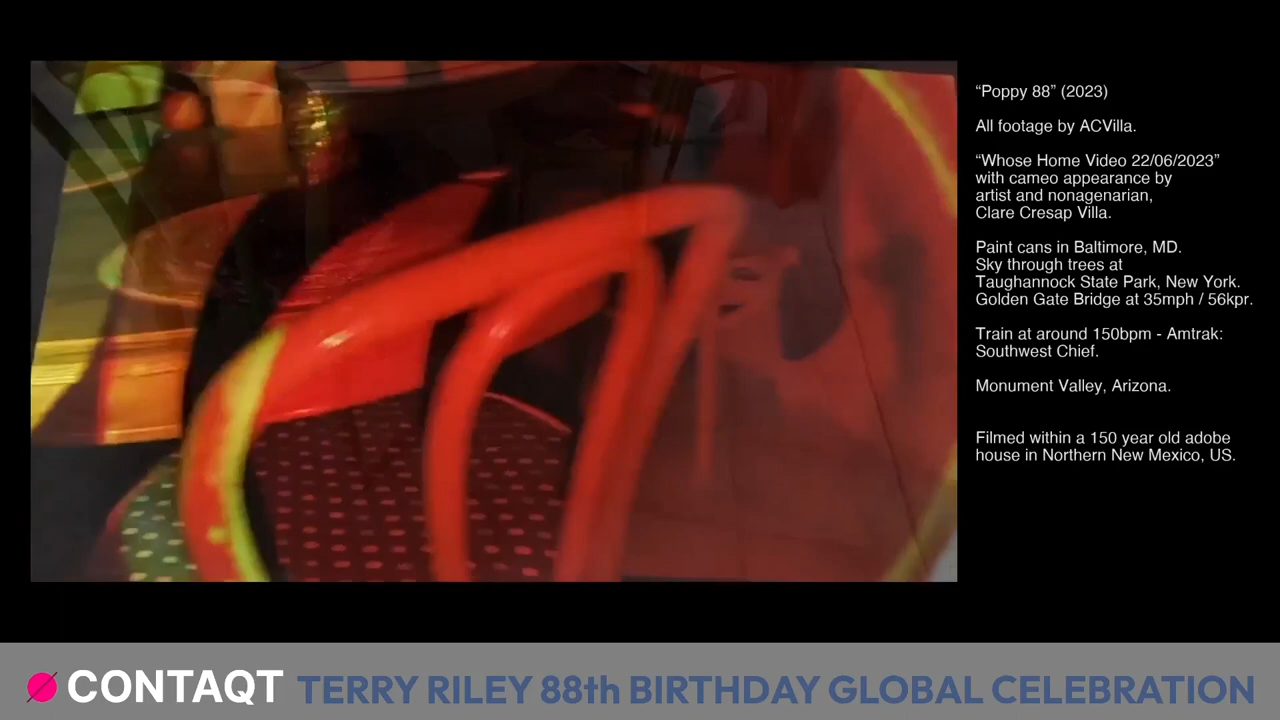 “Poppy 88” (2023)
All footage by ACVilla.
“Whose Home Video 22/06/2023”
with cameo appearance by
artist and nonagenarian,
Clare Cresap Villa.
Paint cans in Baltimore, MD.
Sky through trees at
Taughannock State Park, New York.
Golden Gate Bridge at 35mph / 56kpr.
Train at around 150bpm - Amtrak:
Southwest Chief.
Monument Valley, Arizona.
Filmed within a 150 year old adobe
house in Northern New Mexico, US.
CONTAQT TERRY RILEY 88th BIRTHDAY GLOBAL CELEBRATION